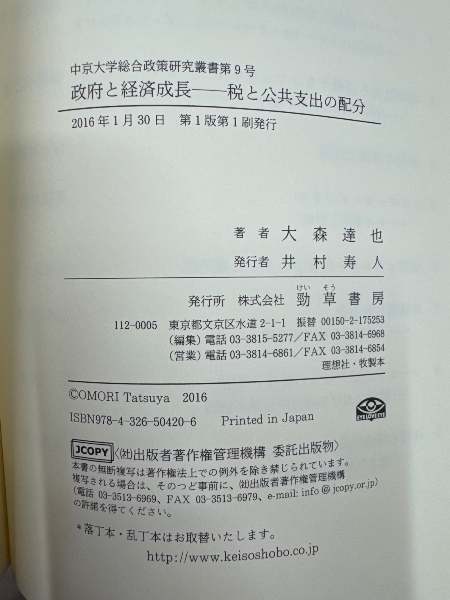 中京大学総合政策研究叢書第9号
政府と経済成長──税と公共支出の配分
2016年1月30日　第1版第1刷発行
著者　大森達也
発行者　井村寿人
発行所　株式会社　勁草書房
けい　そう
112-0005　東京都文京区水道2-1-1　振替　00150-2-175253
(編集)電話 03-3815-5277／FAX 03-3814-6968
(営業)電話 03-3814-6861／FAX 03-3814-6854
理想社・牧製本
©OMORI Tatsuya　2016
ISBN978-4-326-50420-6　Printed in Japan
EYE LOVE EYE
JCOPY〈㈳出版者著作権管理機構　委託出版物〉
本書の無断複写は著作権法上での例外を除き禁じられています。
複写される場合は、そのつど事前に、㈳出版者著作権管理機構
(電話 03-3513-6969、FAX 03-3513-6979、e-mail: info@jcopy.or.jp)
の許諾を得てください。
＊落丁本・乱丁本はお取替いたします。
http://www.keisoshobo.co.jp